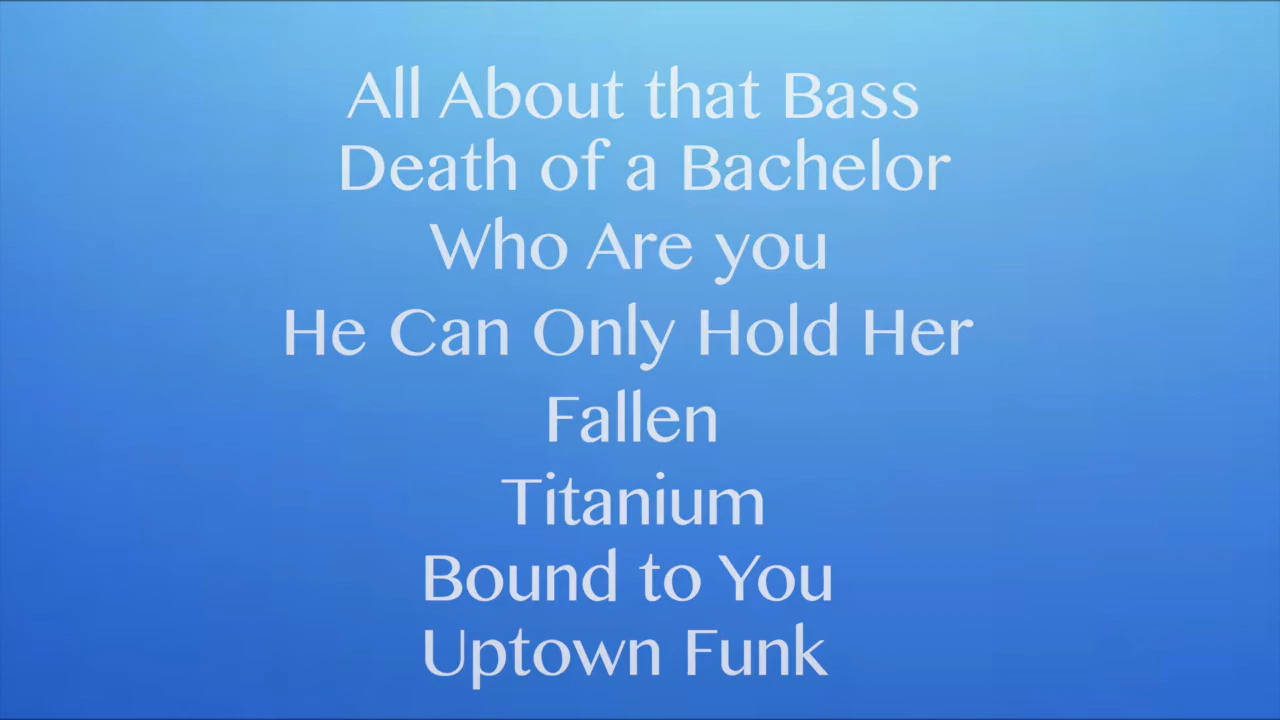 All About that Bass
Death of a Bachelor
Who Are you
He Can Only Hold Her
Fallen
Titanium
Bound to You
Uptown Funk